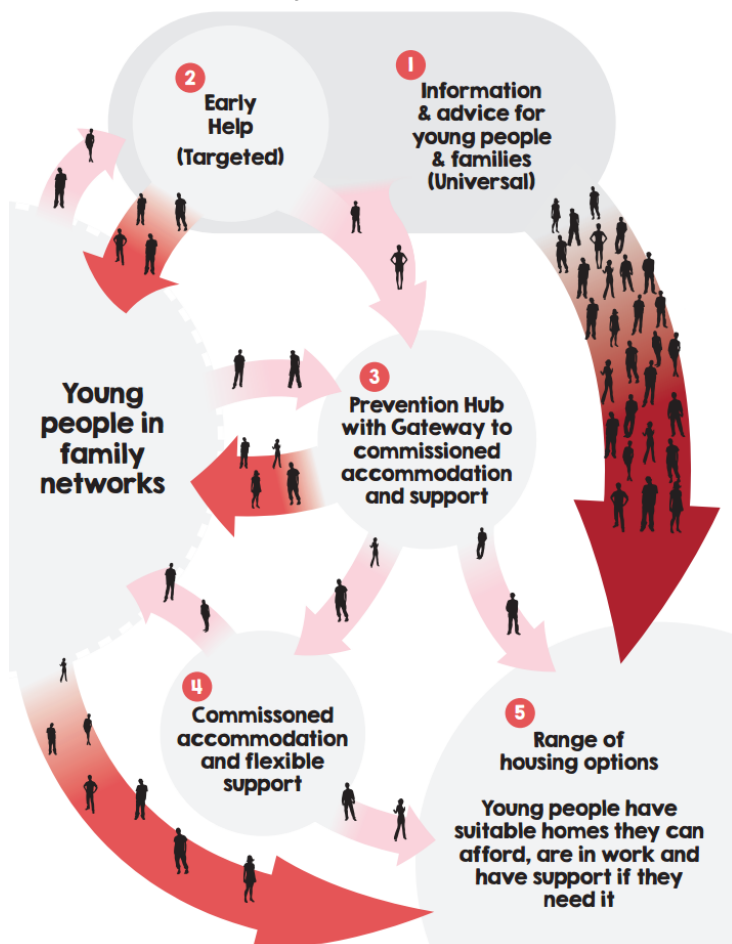 1
Information
& advice for
young people
& families
(Universal)
2
Early
Help
(Targeted)
Young
people in
family
networks
3
Prevention Hub
with Gateway to
commissioned
accommodation
and support
4
Commissoned
accommodation
and flexible
support
5
Range of
housing options
Young people have
suitable homes they can
afford, are in work and
have support if they
need it